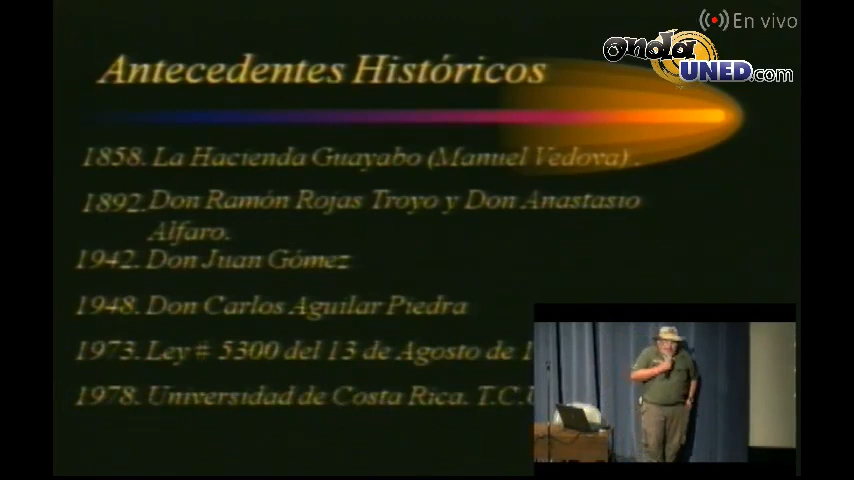 En vivo
onda
UNED.com
Antecedentes Históricos
1858. La Hacienda Guayabo (Manuel Vedova).
1892. Don Ramón Rojas Troyo y Don Anastasio
Alfaro.
1942. Don Juan Gómez
1948. Don Carlos Aguilar Piedra
1973. Ley # 5300 del 13 de Agosto de 1
1978. Universidad de Costa Rica. T.C.